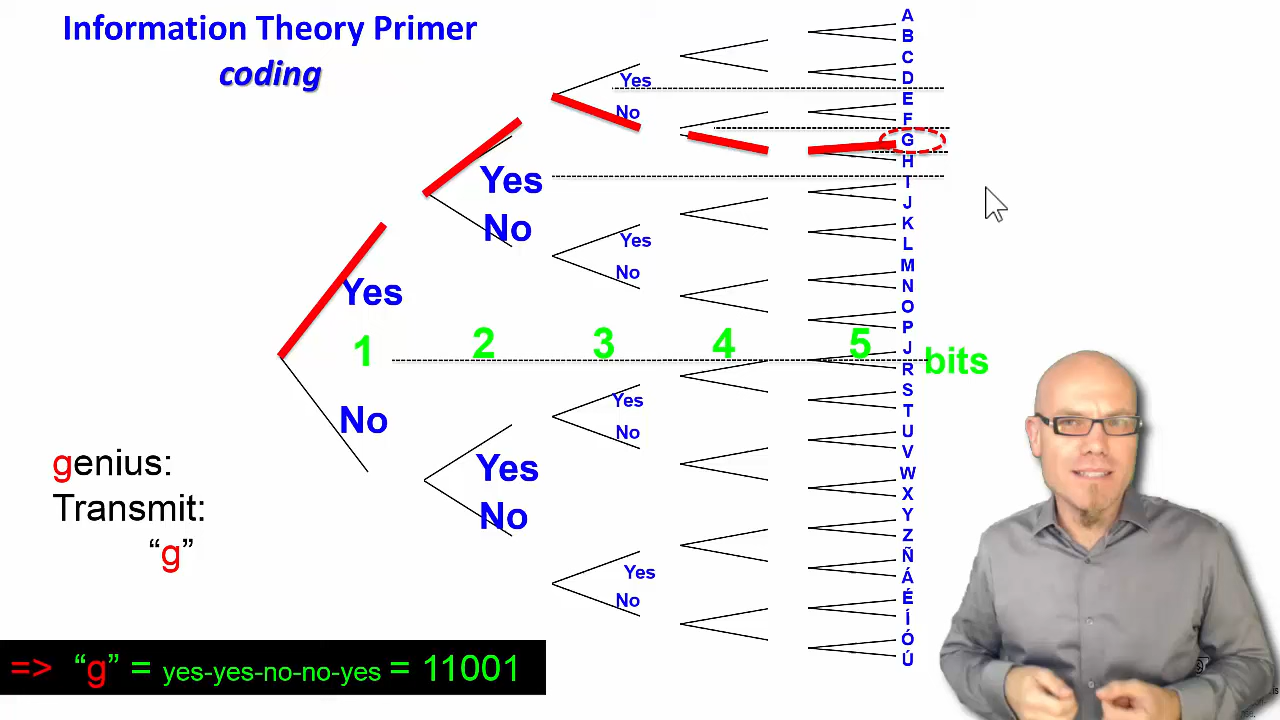 Information Theory Primer
coding
Yes
No
Yes
No
Yes
No
Yes
No
Yes
No
Yes
No
Yes
No
1 2 3 4 5 bits
A
B
C
D
E
F
G
H
I
J
K
L
M
N
O
P
J
R
S
T
U
V
W
X
Y
Z
Ñ
Á
É
Í
Ó
Ú
genius:
Transmit:
“g”
=> “g” = yes-yes-no-no-yes = 11001